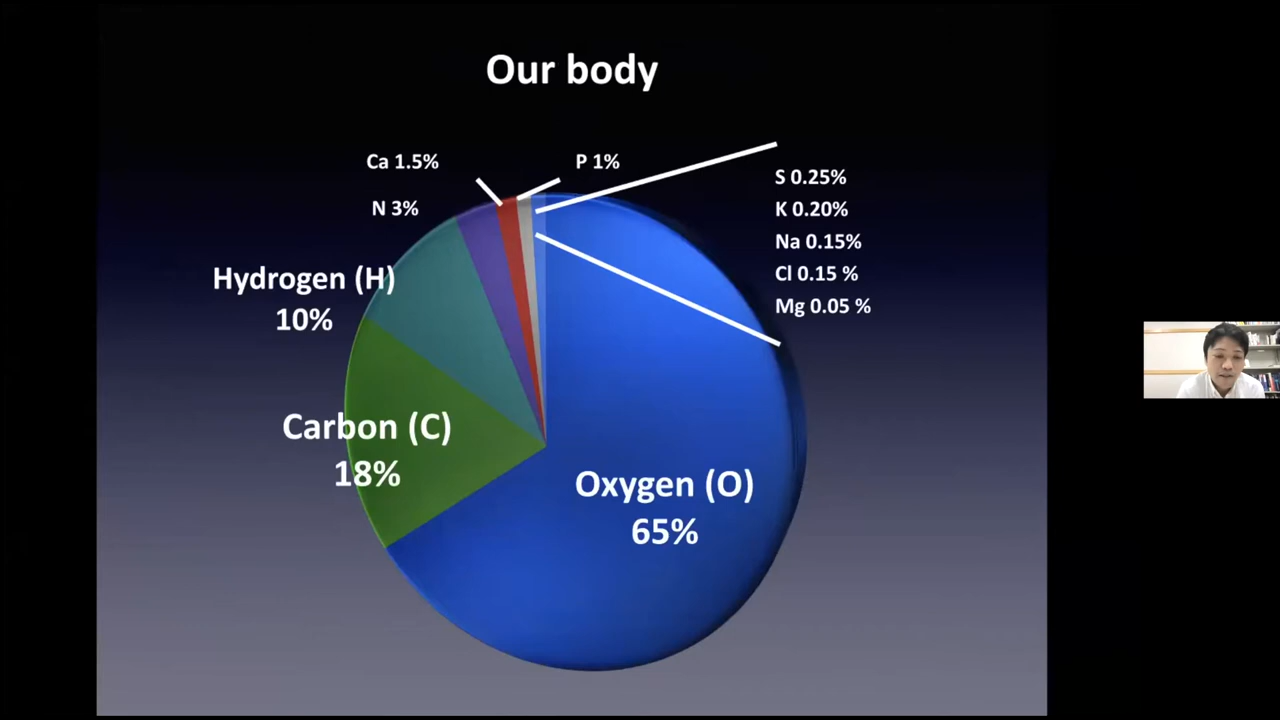 Our body
Ca 1.5%
P 1%
N 3%
S 0.25%
K 0.20%
Na 0.15%
Cl 0.15 %
Mg 0.05 %
Hydrogen (H)
10%
Carbon (C)
18%
Oxygen (O)
65%